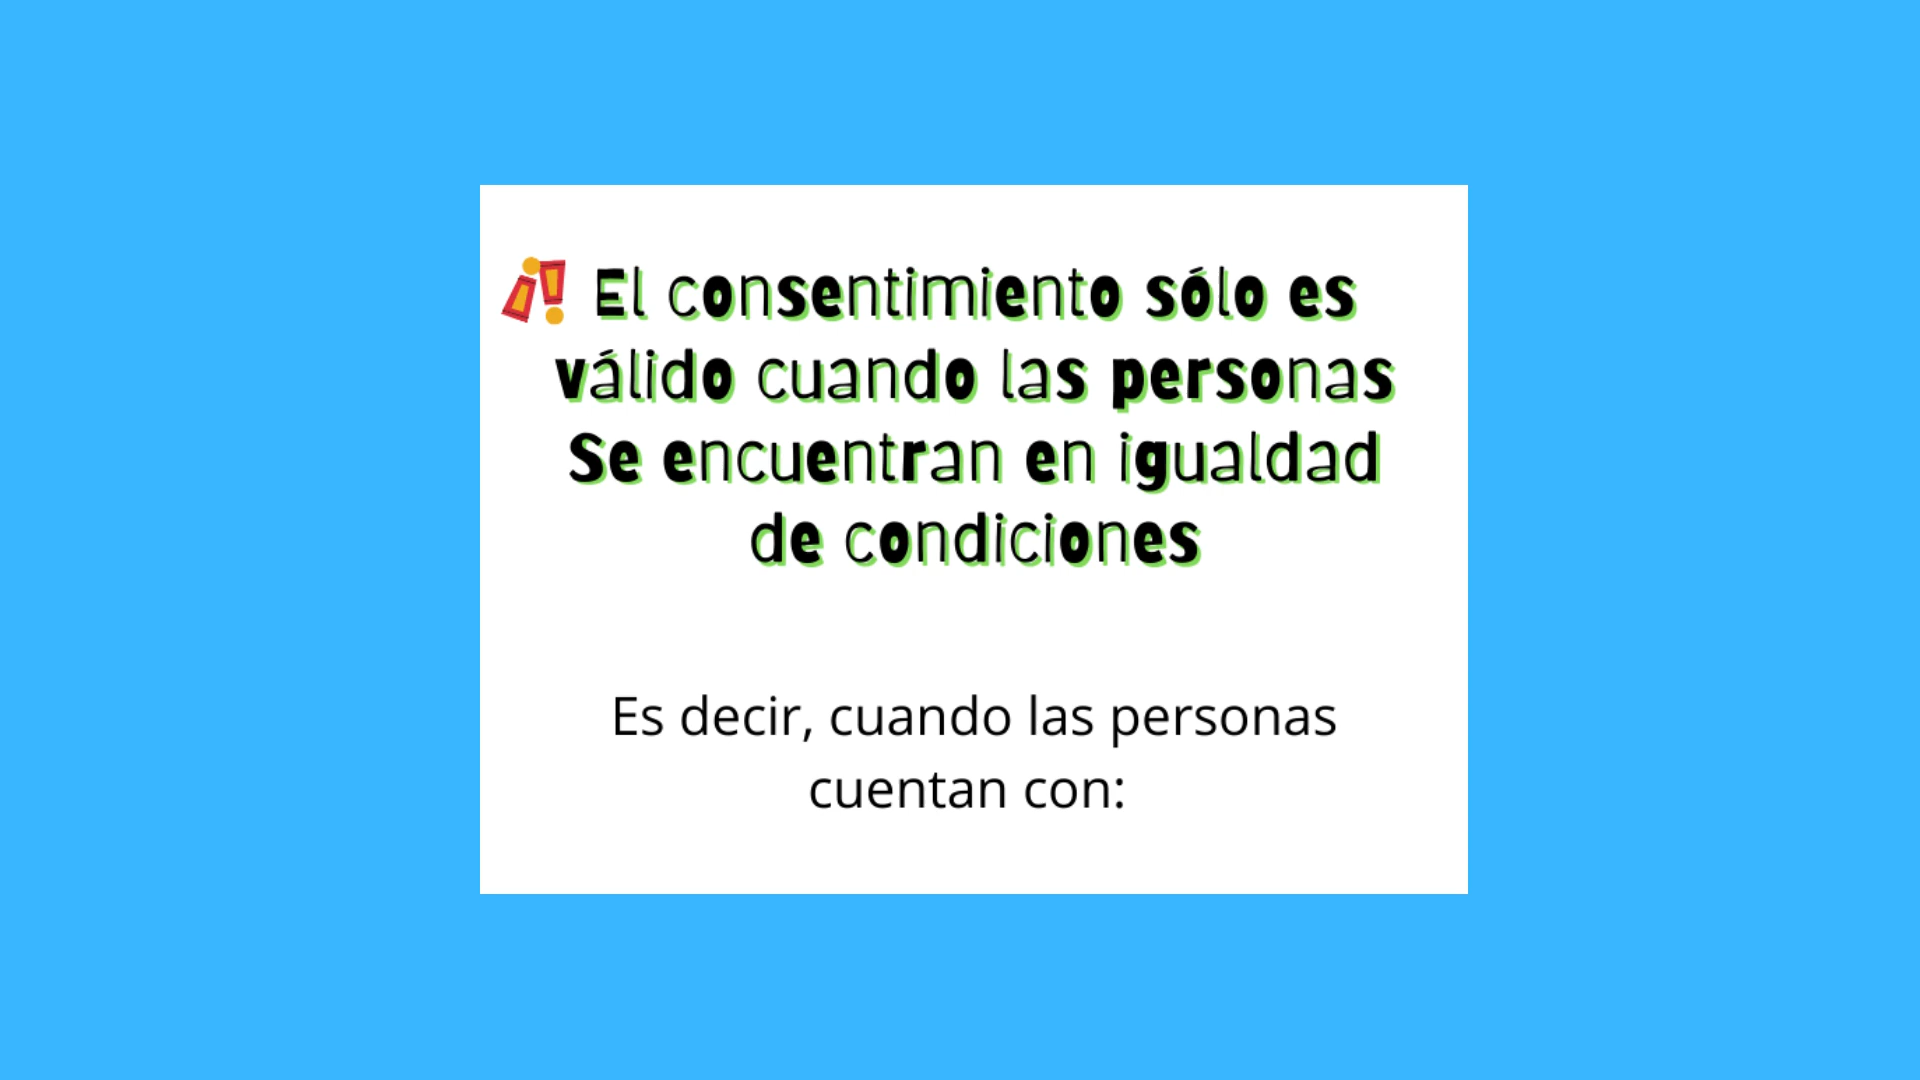 ¡! El consentimiento sólo es
válido cuando las personas
Se encuentran en igualdad
de condiciones
Es decir, cuando las personas
cuentan con: